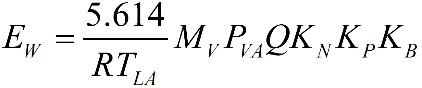 E_W = \frac{5.614}{RT_{LA}} M_V P_{VA} Q K_N K_P K_B